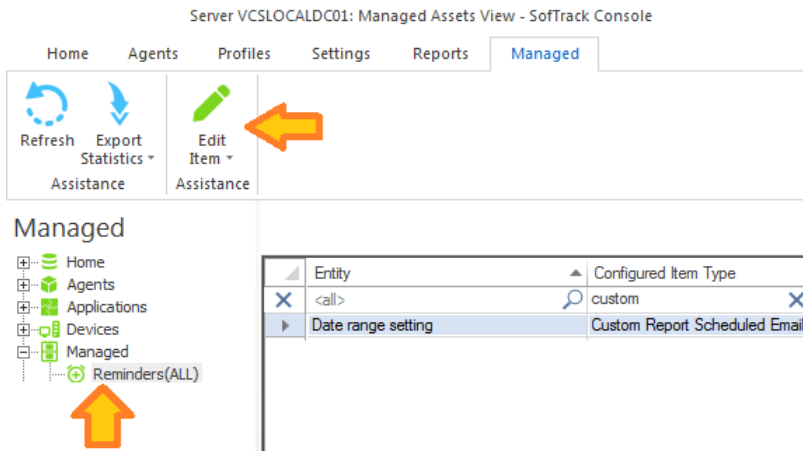 Server VCSLOCALDC01: Managed Assets View - SofTrack Console
Home Agents Profiles Settings Reports Managed
Refresh Export Statistics Edit Item
Assistance Assistance
Managed
Home
Agents
Applications
Devices
Managed
Reminders(ALL)
Entity Configured Item Type
<all> custom
Date range setting Custom Report Scheduled Email